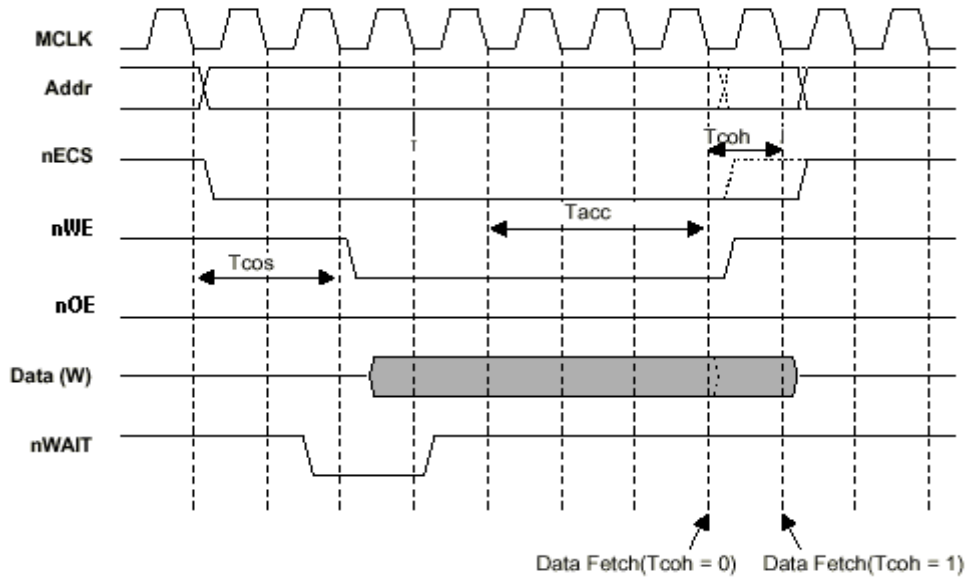 MCLK
Addr
Tcoh
nECS
Tacc
nWE
Tcos
nOE
Data (W)
nWAIT
Data Fetch(Tcoh = 0)
Data Fetch(Tcoh = 1)